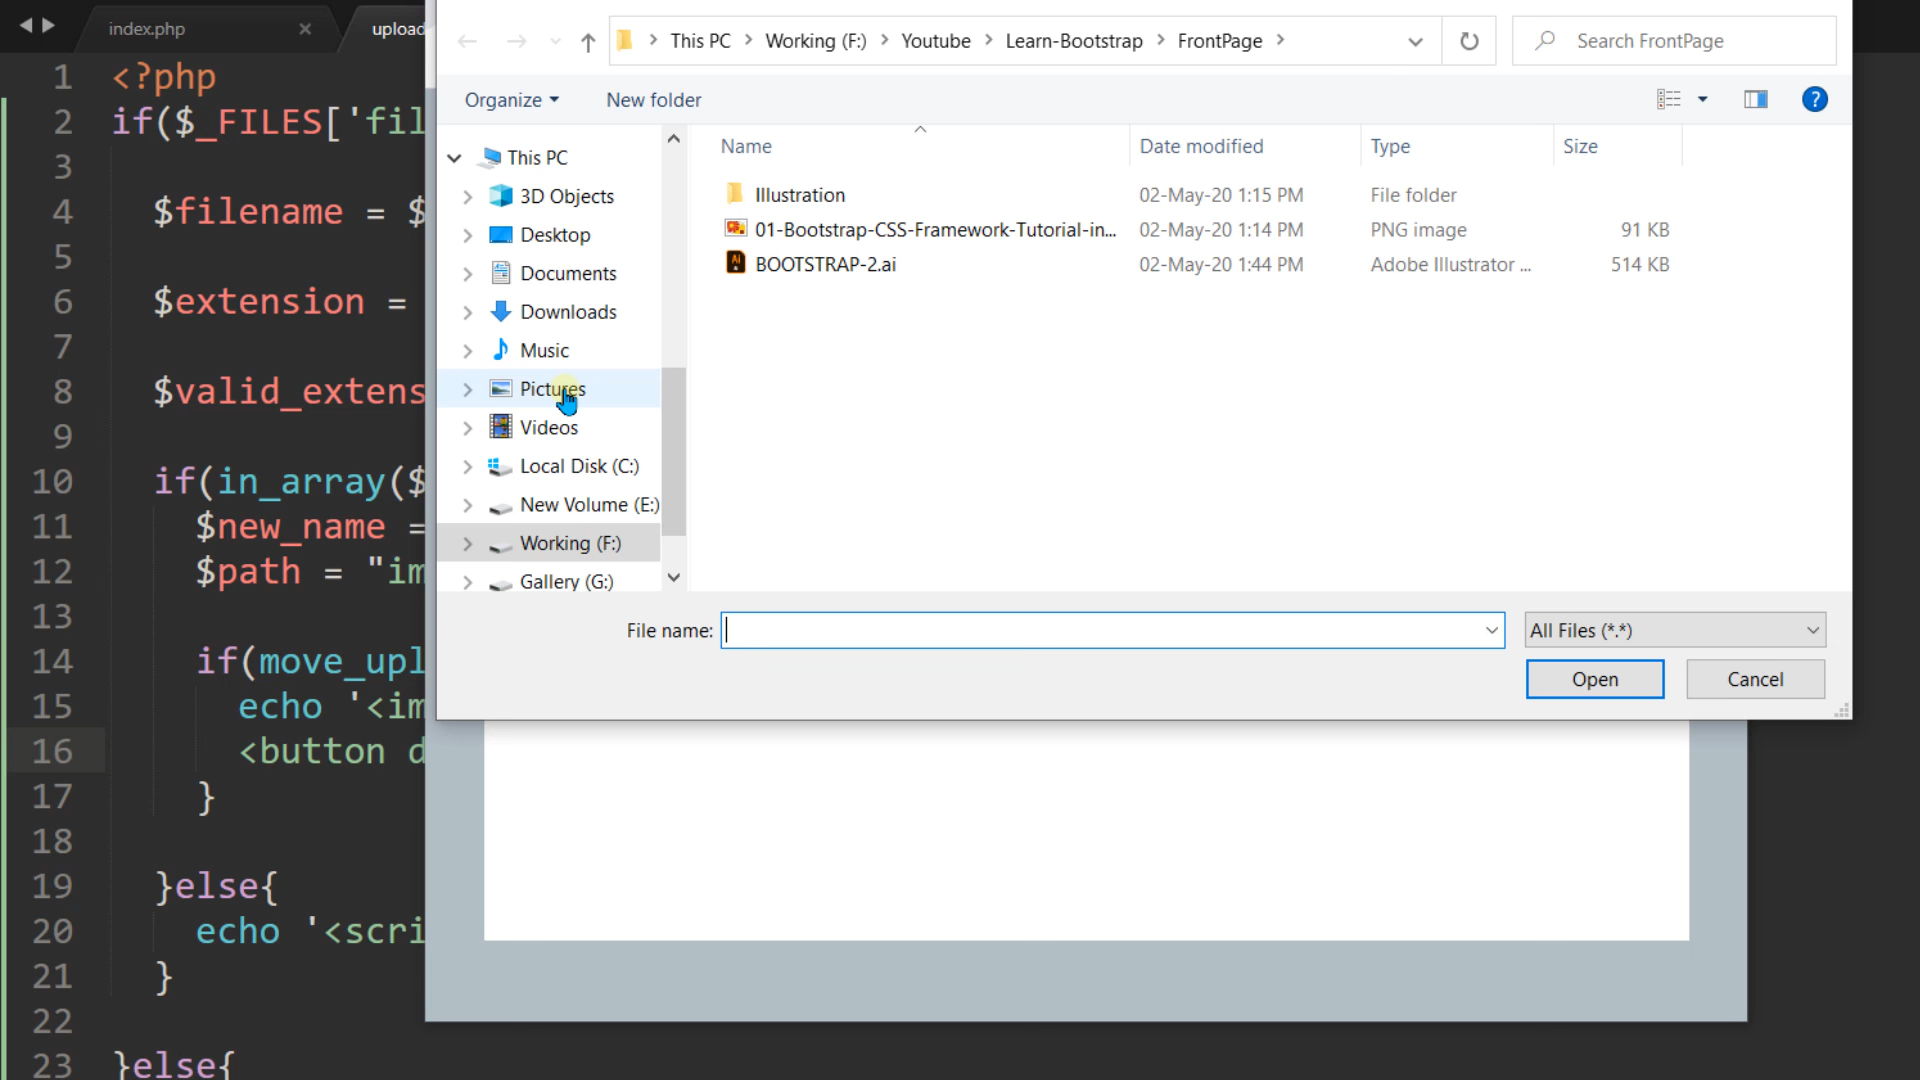 index.php × upload
This PC Working (F:) Youtube Learn-Bootstrap FrontPage Search FrontPage
Organize New folder ?
Name Date modified Type Size
This PC
3D Objects
Desktop
Documents
Downloads
Music
Pictures
Videos
Local Disk (C:)
New Volume (E:)
Working (F:)
Gallery (G:)
Illustration 02-May-20 1:15 PM File folder
01-Bootstrap-CSS-Framework-Tutorial-in... 02-May-20 1:14 PM PNG image 91 KB
BOOTSTRAP-2.ai 02-May-20 1:44 PM Adobe Illustrator ... 514 KB
File name: All Files (*.*)
Open Cancel
1 <?php
2 if($_FILES['fil
3
4 $filename = $
5
6 $extension =
7
8 $valid_extens
9
10 if(in_array($
11 $new_name =
12 $path = "im
13
14 if(move_upl
15 echo '<im
16 <button d
17 }
18
19 }else{
20 echo '<scri
21 }
22
23 }else{